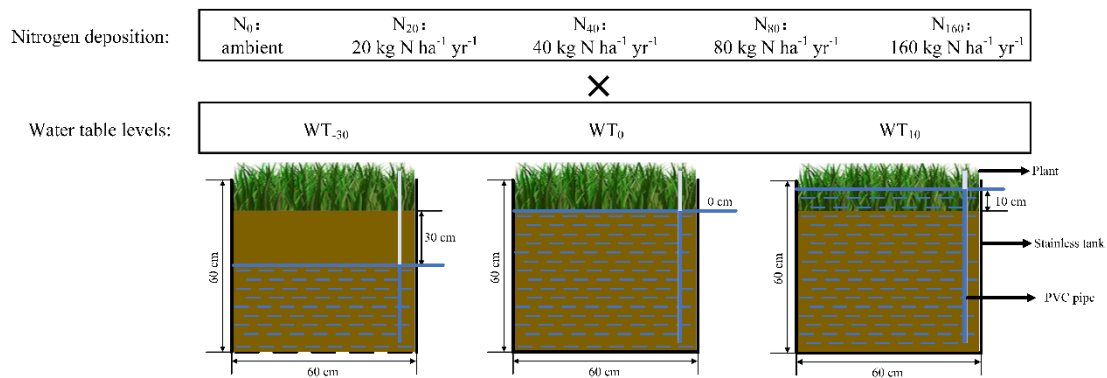 Nitrogen deposition:
N₀： N₂₀： N₄₀： N₈₀： N₁₆₀：
ambient 20 kg N ha⁻¹ yr⁻¹ 40 kg N ha⁻¹ yr⁻¹ 80 kg N ha⁻¹ yr⁻¹ 160 kg N ha⁻¹ yr⁻¹
×
Water table levels: WT₋₃₀ WT₀ WT₁₀
Plant
0 cm
10 cm
30 cm
Stainless tank
60 cm
60 cm
60 cm
PVC pipe
60 cm
60 cm
60 cm